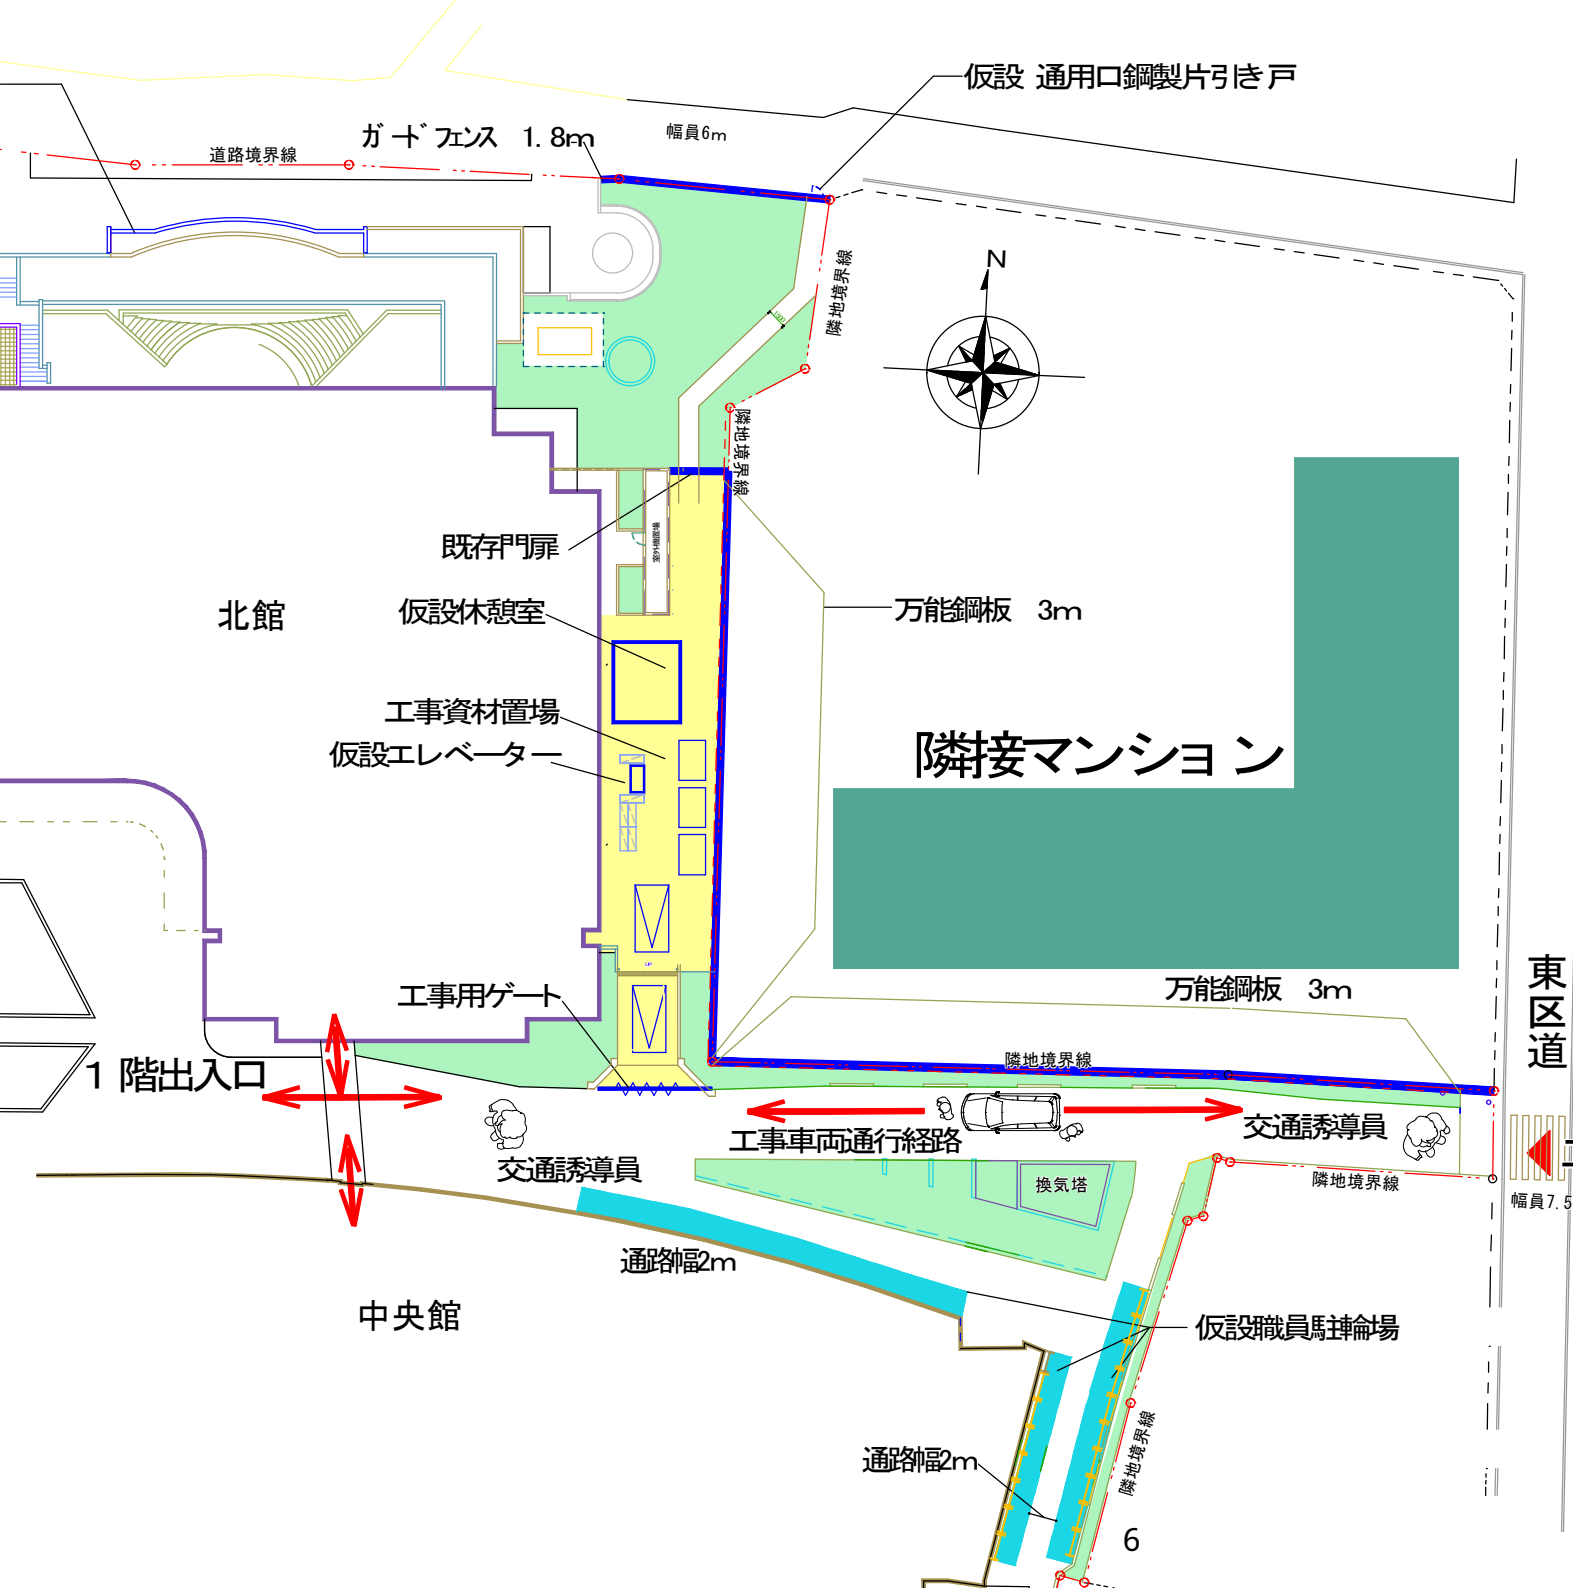 仮設 通用口鋼製片引き戸
ガードフェンス 1.8m
幅員6m
道路境界線
隣地境界線
N
隣地境界線
既存門扉
北館
仮設休憩室
万能鋼板 3m
工事資材置場
仮設エレベーター
隣接マンション
UP
東区道
工事用ゲート
万能鋼板 3m
隣地境界線
1階出入口
工事車両通行経路
交通誘導員
交通誘導員
換気塔
隣地境界線
幅員7.5
通路幅2m
中央館
仮設職員駐輪場
通路幅2m
隣地境界線
6